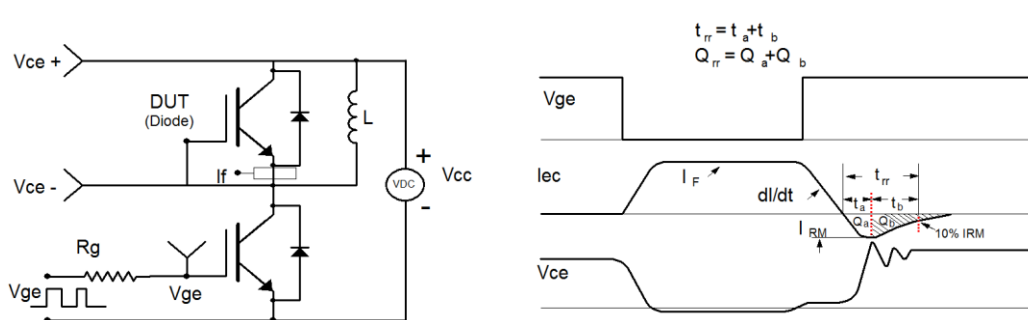 Vce +
DUT
(Diode)
L
If
Vce -
+
VDC
Vcc
-
Rg
Vge
Vge
t rr = t a+t b
Q rr = Q a+Q b
Vge
Iec
I F
dI/dt
t rr
t a
t b
Q a
Q b
I RM
10% IRM
Vce